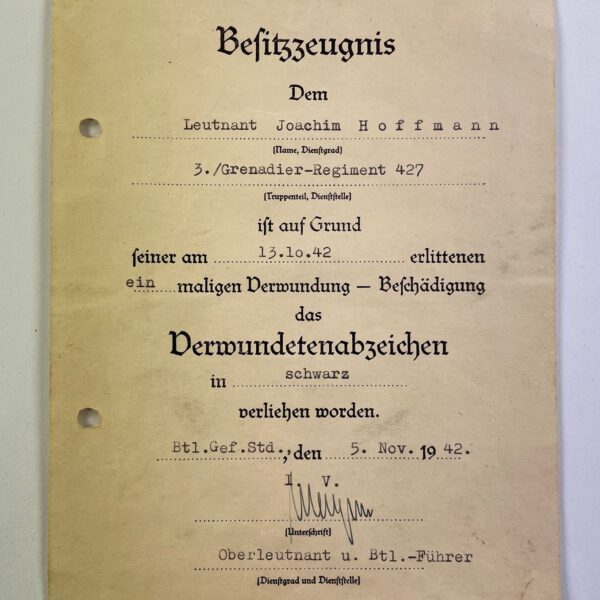 Besitzzeugnis
Dem
Leutnant Joachim H o f f m a n n
(Name, Dienstgrad)
3./Grenadier-Regiment 427
(Truppenteil, Dienststelle)
ist auf Grund
seiner am 13.10.42 erlittenen
ein maligen Verwundung – Beschädigung
das
Verwundetenabzeichen
in schwarz
verliehen worden.
Btl.Gef.Std., den 5. Nov. 1942.
I. V.
(Unterschrift)
Oberleutnant u. Btl.-Führer
(Dienstgrad und Dienststelle)